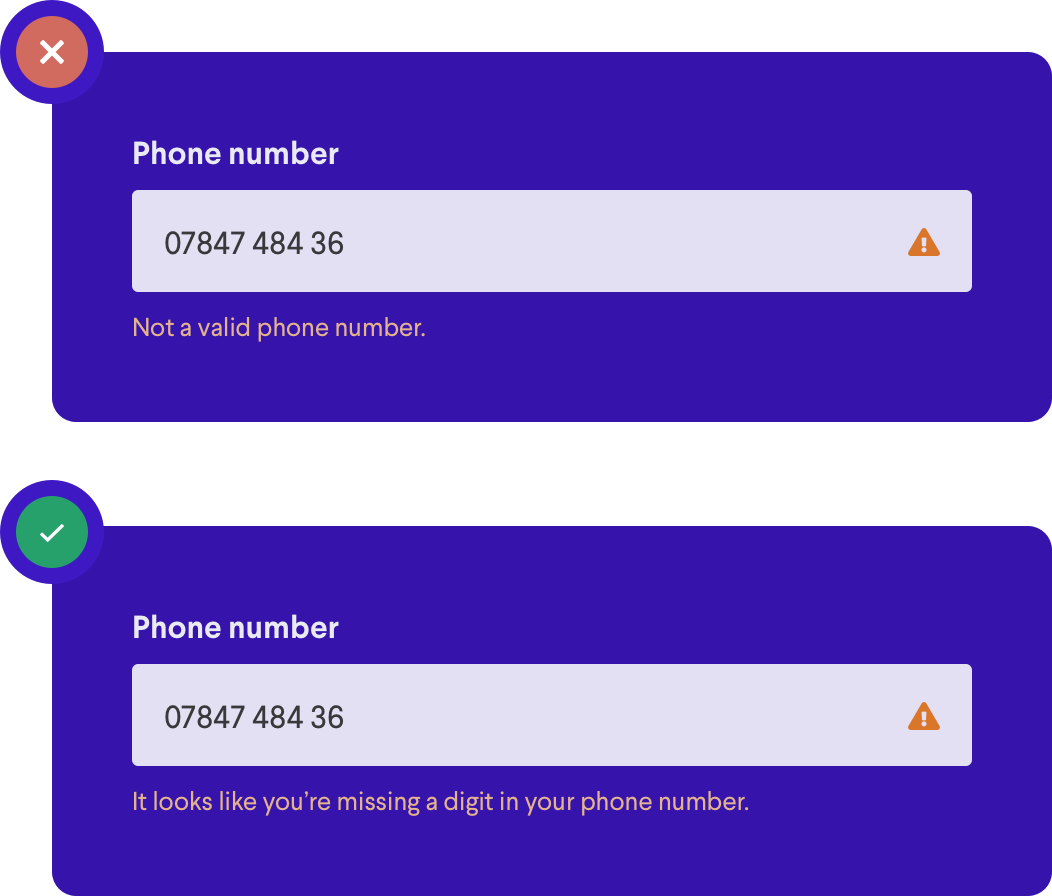 Phone number
07847 484 36
Not a valid phone number.
Phone number
07847 484 36
It looks like you’re missing a digit in your phone number.